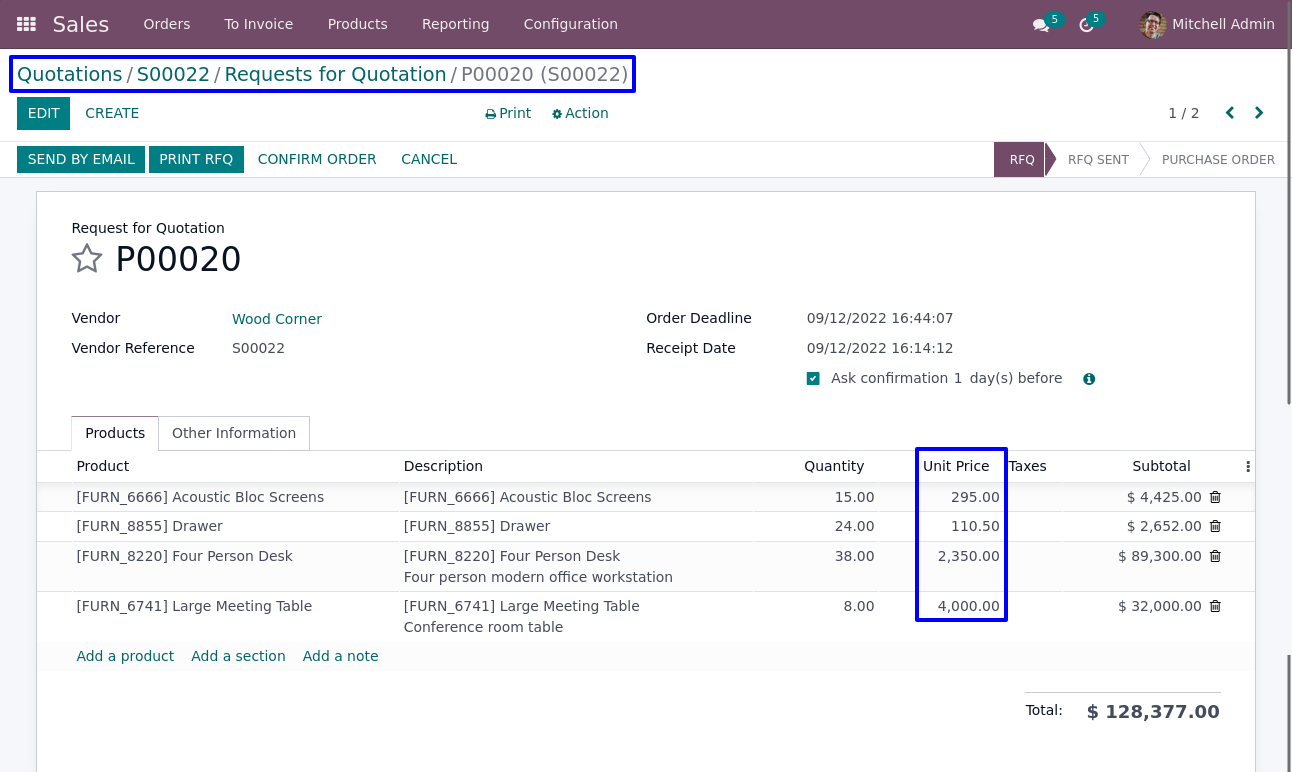 Sales Orders To Invoice Products Reporting Configuration 5 5 Mitchell Admin
Quotations / S00022 / Requests for Quotation / P00020 (S00022)
EDIT CREATE Print Action 1 / 2
SEND BY EMAIL PRINT RFQ CONFIRM ORDER CANCEL RFQ RFQ SENT PURCHASE ORDER
Request for Quotation
P00020
Vendor Wood Corner Order Deadline 09/12/2022 16:44:07
Vendor Reference S00022 Receipt Date 09/12/2022 16:14:12
Ask confirmation 1 day(s) before
Products Other Information
Product Description Quantity Unit Price Taxes Subtotal
[FURN_6666] Acoustic Bloc Screens [FURN_6666] Acoustic Bloc Screens 15.00 295.00 $ 4,425.00
[FURN_8855] Drawer [FURN_8855] Drawer 24.00 110.50 $ 2,652.00
[FURN_8220] Four Person Desk [FURN_8220] Four Person Desk 38.00 2,350.00 $ 89,300.00
Four person modern office workstation
[FURN_6741] Large Meeting Table [FURN_6741] Large Meeting Table 8.00 4,000.00 $ 32,000.00
Conference room table
Add a product Add a section Add a note
Total: $ 128,377.00